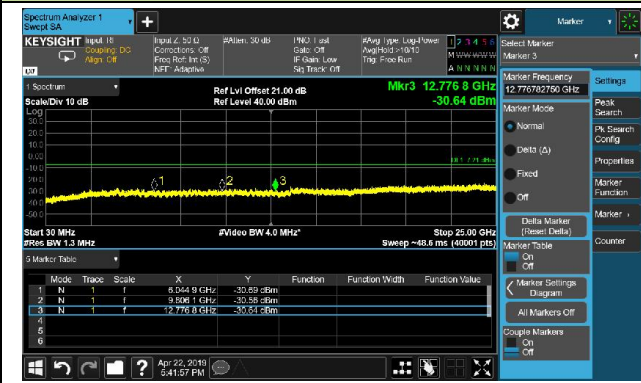 Spectrum Analyzer 1
Swept SA
Marker
KEYSIGHT Input: RF
Coupling: DC
Align: Off
Input Z: 50 Ω
Corrections: Off
Freq Ref: Int (S)
NFE: Adaptive
#Atten: 30 dB
PNO: Fast
Gate: Off
IF Gain: Low
Sig Track: Off
#Avg Type: Log-Power
Avg|Hold:>10/10
Trig: Free Run
1 2 3 4 5 6
M W W W W W
A N N N N N
Select Marker
Marker 3
1 Spectrum
Scale/Div 10 dB
Log
Ref Lvl Offset 21.00 dB
Ref Level 40.00 dBm
Mkr3 12.776 8 GHz
-30.64 dBm
30.0
20.0
10.0
0.00
-10.0
-20.0
-30.0
-40.0
-50.0
1
2
3
Start 30 MHz
#Res BW 1.3 MHz
#Video BW 4.0 MHz*
Stop 25.00 GHz
Sweep ~48.6 ms (40001 pts)
Marker Frequency
12.776782750 GHz
Marker Mode
Normal
Delta (Δ)
Fixed
Off
Delta Marker
(Reset Delta)
Marker Table
On
Off
Marker Settings
Diagram
All Markers Off
Couple Markers
On
Off
Settings
Peak
Search
Pk Search
Config
Properties
Marker
Function
Marker
Counter
5 Marker Table
Mode Trace Scale X Y Function Function Width Function Value
1 N 1 f 6.044 9 GHz -30.69 dBm
2 N 1 f 9.806 1 GHz -30.56 dBm
3 N 1 f 12.776 8 GHz -30.64 dBm
4
5
6
?
Apr 22, 2019
5:41:57 PM